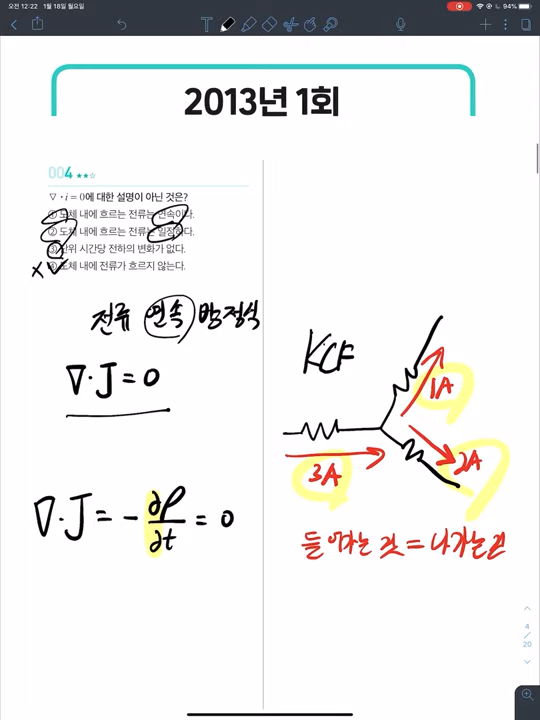 오전 12:22 1월 18일 월요일
94%
2013년 1회
004 ★★☆
∇・i = 0에 대한 설명이 아닌 것은?
① 도체 내에 흐르는 전류는 연속이다.
② 도체 내에 흐르는 전류는 일정하다.
③ 단위 시간당 전하의 변화가 없다.
④ 도체 내에 전류가 흐르지 않는다.
전류 연속 방정식
∇・J = 0
∇・J = - ∂ρ/∂t = 0
KCF
1A
2A
3A
들어가는 것 = 나가는 것
4
/
20